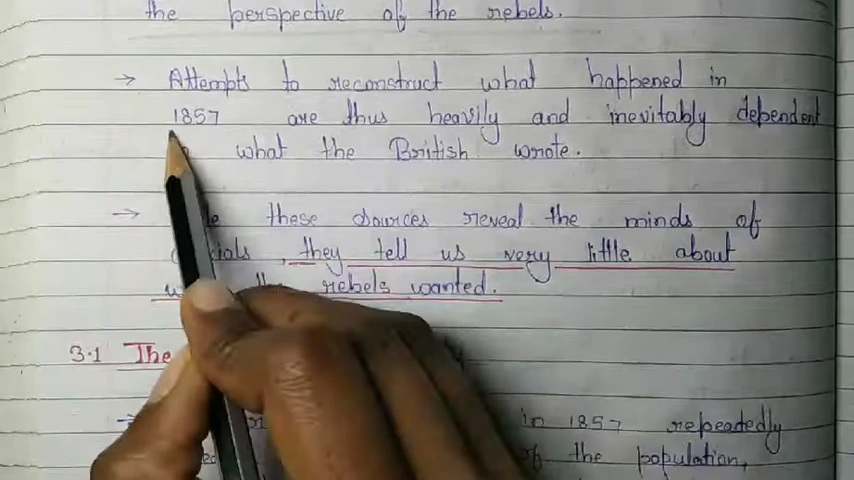 the perspective of the rebels.
→ Attempts to reconstruct what happened in
1857 are thus heavily and inevitably dependent
what the British wrote.
→ these sources reveal the minds of
they tell us very little about
rebels wanted.
3.1 The
in 1857 repeatedly
of the population,